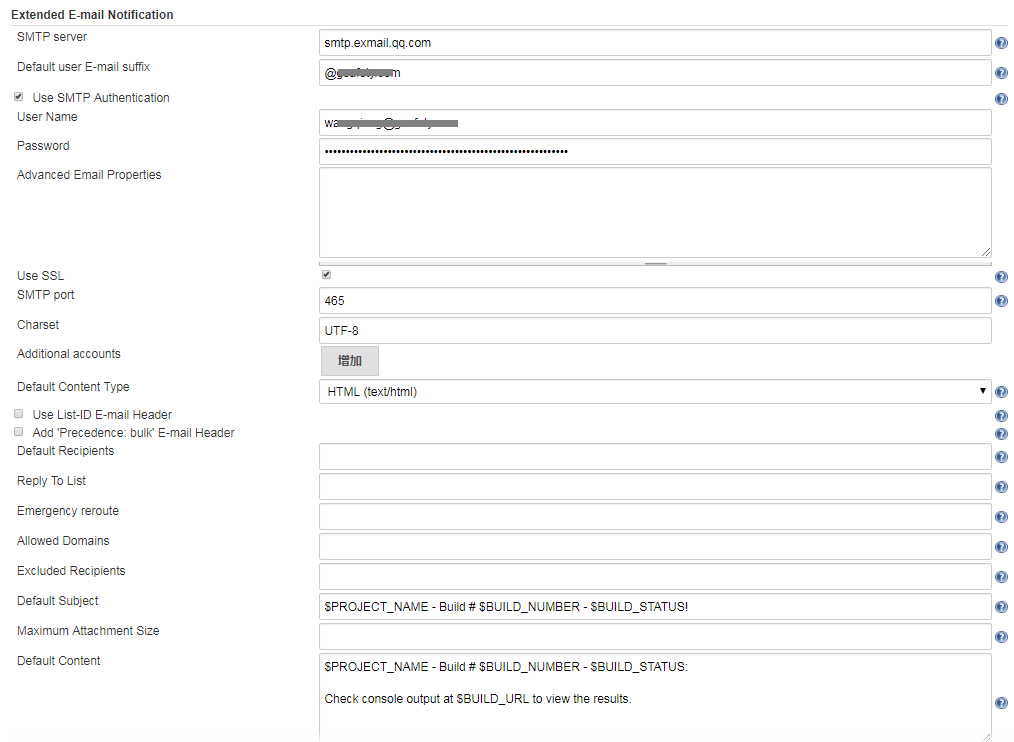 Extended E-mail Notification
SMTP server
smtp.exmail.qq.com
Default user E-mail suffix
Use SMTP Authentication
User Name
Password
••••••••••••••••••••••••••••••••••••••••••••••••••••••••••
Advanced Email Properties
Use SSL
SMTP port
465
Charset
UTF-8
Additional accounts
增加
Default Content Type
HTML (text/html)
Use List-ID E-mail Header
Add 'Precedence: bulk' E-mail Header
Default Recipients
Reply To List
Emergency reroute
Allowed Domains
Excluded Recipients
Default Subject
$PROJECT_NAME - Build # $BUILD_NUMBER - $BUILD_STATUS!
Maximum Attachment Size
Default Content
$PROJECT_NAME - Build # $BUILD_NUMBER - $BUILD_STATUS:
Check console output at $BUILD_URL to view the results.